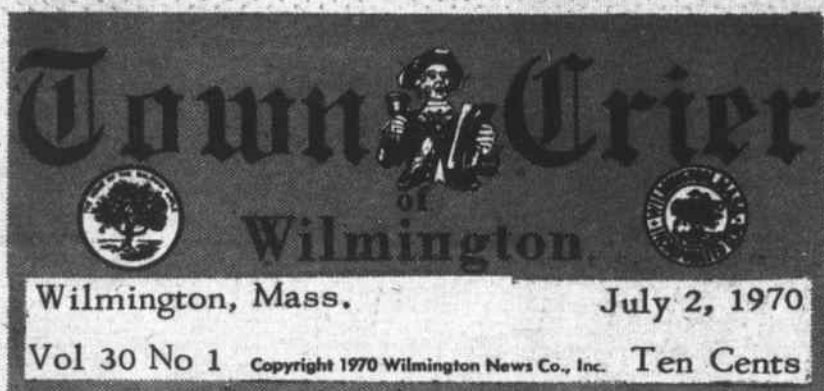 Town Crier
of
Wilmington
Wilmington, Mass. July 2, 1970
Vol 30 No 1 Copyright 1970 Wilmington News Co., Inc. Ten Cents